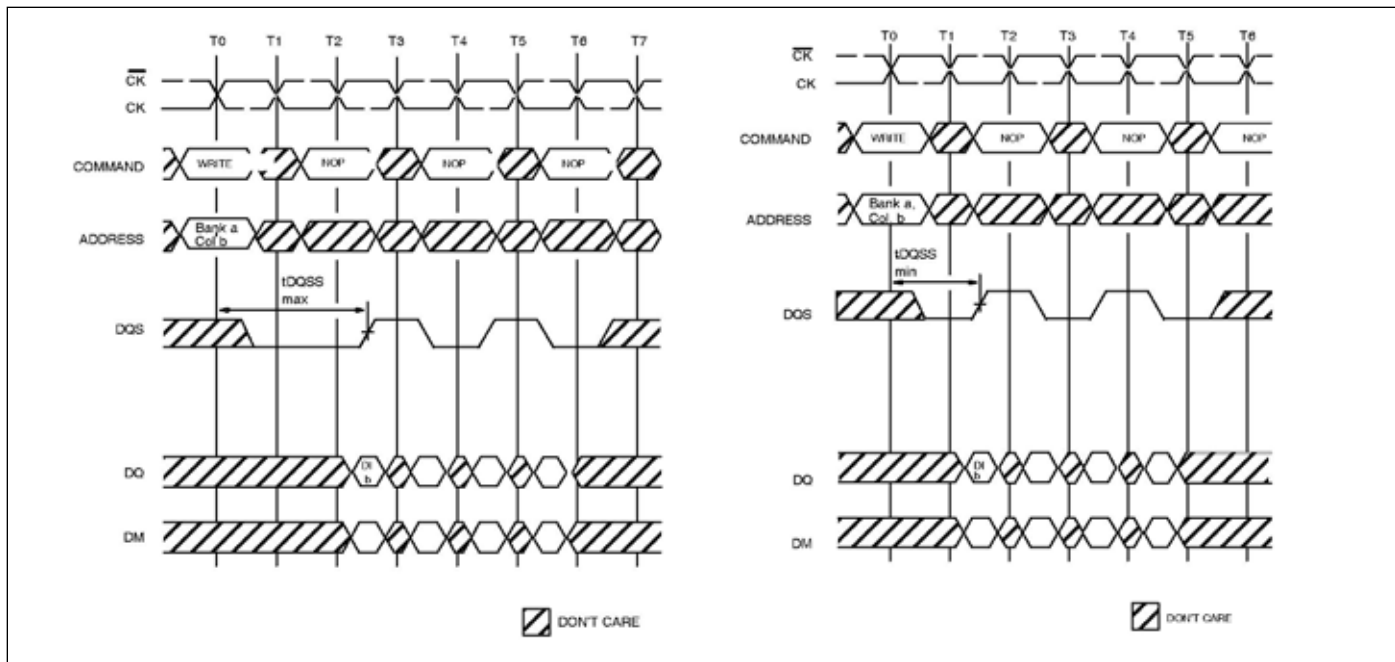 T0 T1 T2 T3 T4 T5 T6 T7
CK
CK
COMMAND WRITE NOP NOP NOP
ADDRESS Bank a
Col b
tDQSS
max
DQS
DQ DI
b
DM
DON'T CARE
T0 T1 T2 T3 T4 T5 T6
CK
CK
COMMAND WRITE NOP NOP NOP
ADDRESS Bank a,
Col, b
tDQSS
min
DQS
DQ DI
b
DM
DON'T CARE